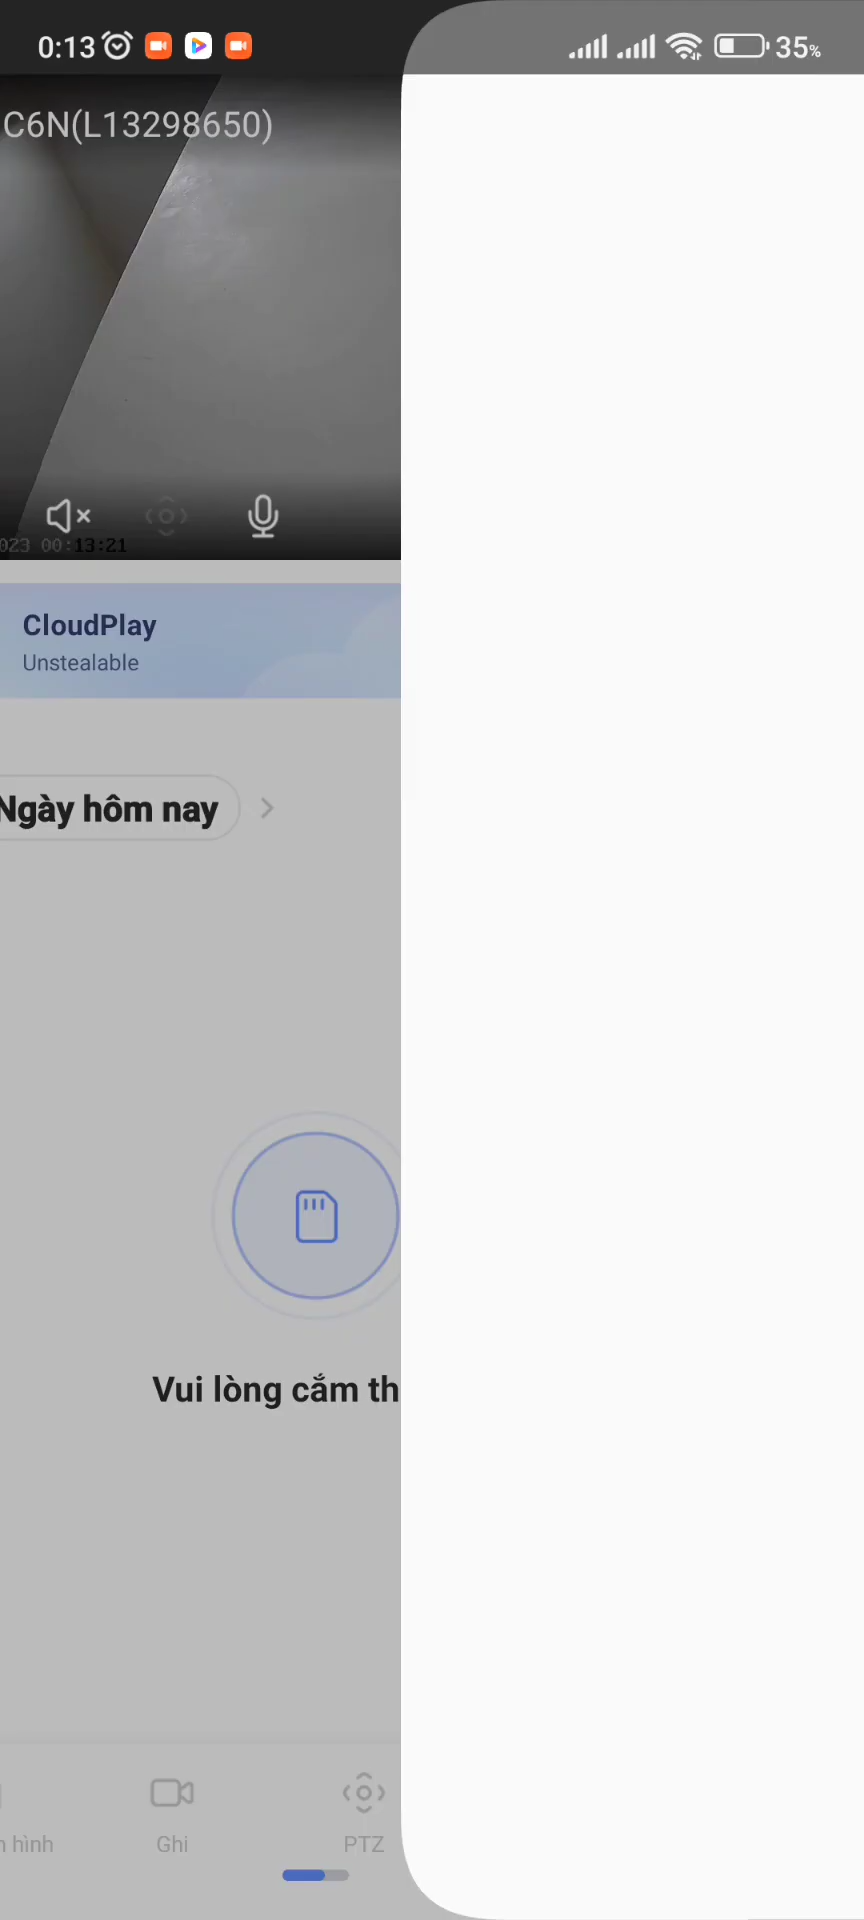 0:13
35%
C6N(L13298650)
023 00:13:21
CloudPlay
Unstealable
Ngày hôm nay
Vui lòng cắm th
hình
Ghi
PTZ